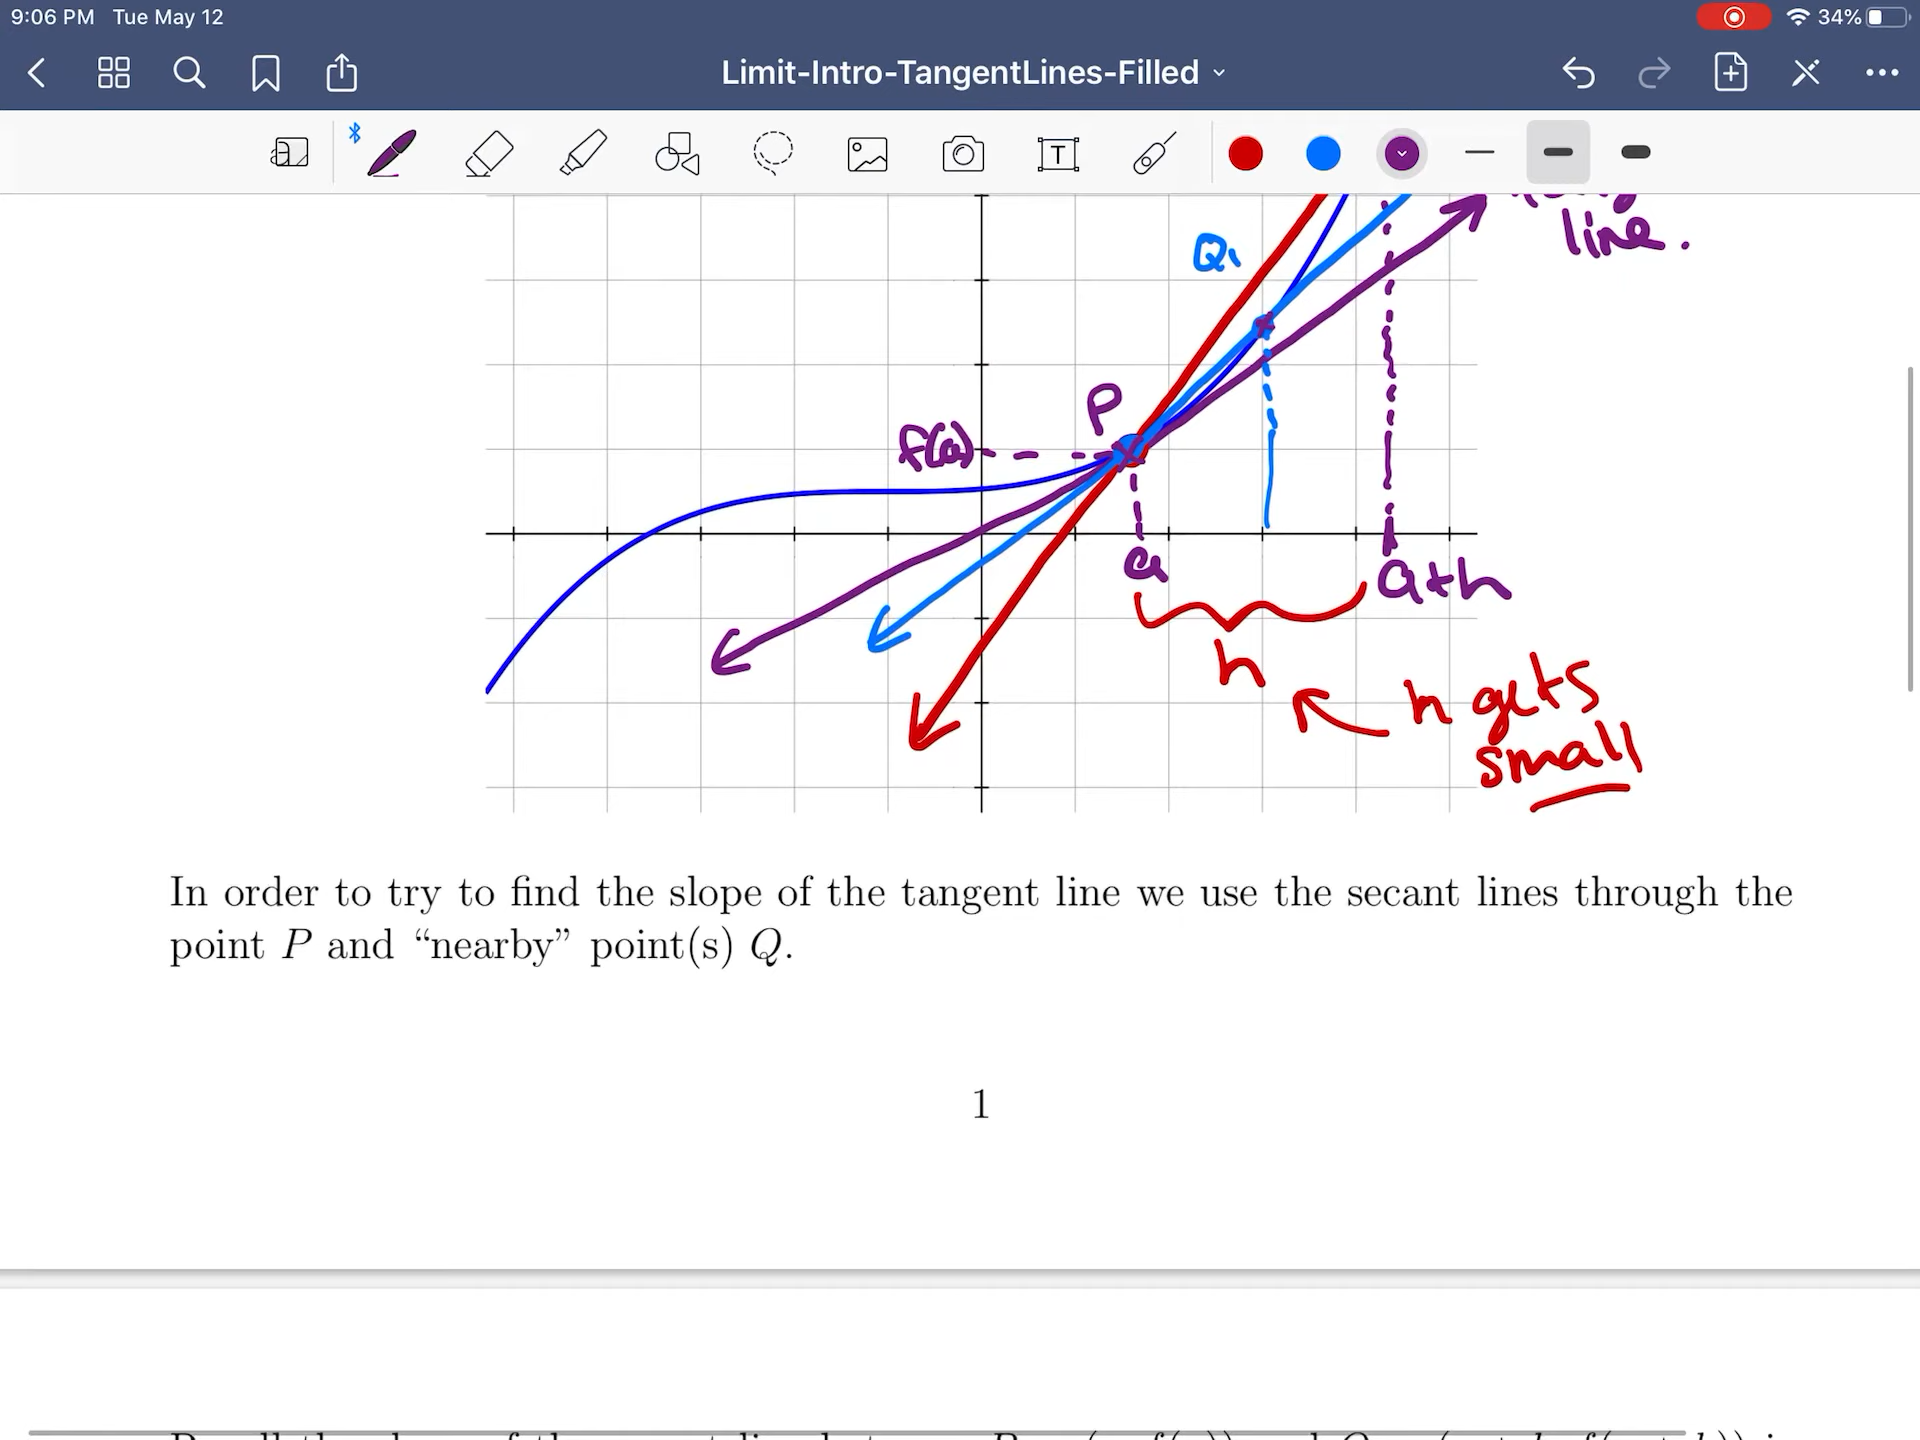 9:06 PM Tue May 12
34%
Limit-Intro-TangentLines-Filled
T
line.
Q1
P
f(a)
a
a+h
h
h gets
small
In order to try to find the slope of the tangent line we use the secant lines through the
point P and “nearby” point(s) Q.
1